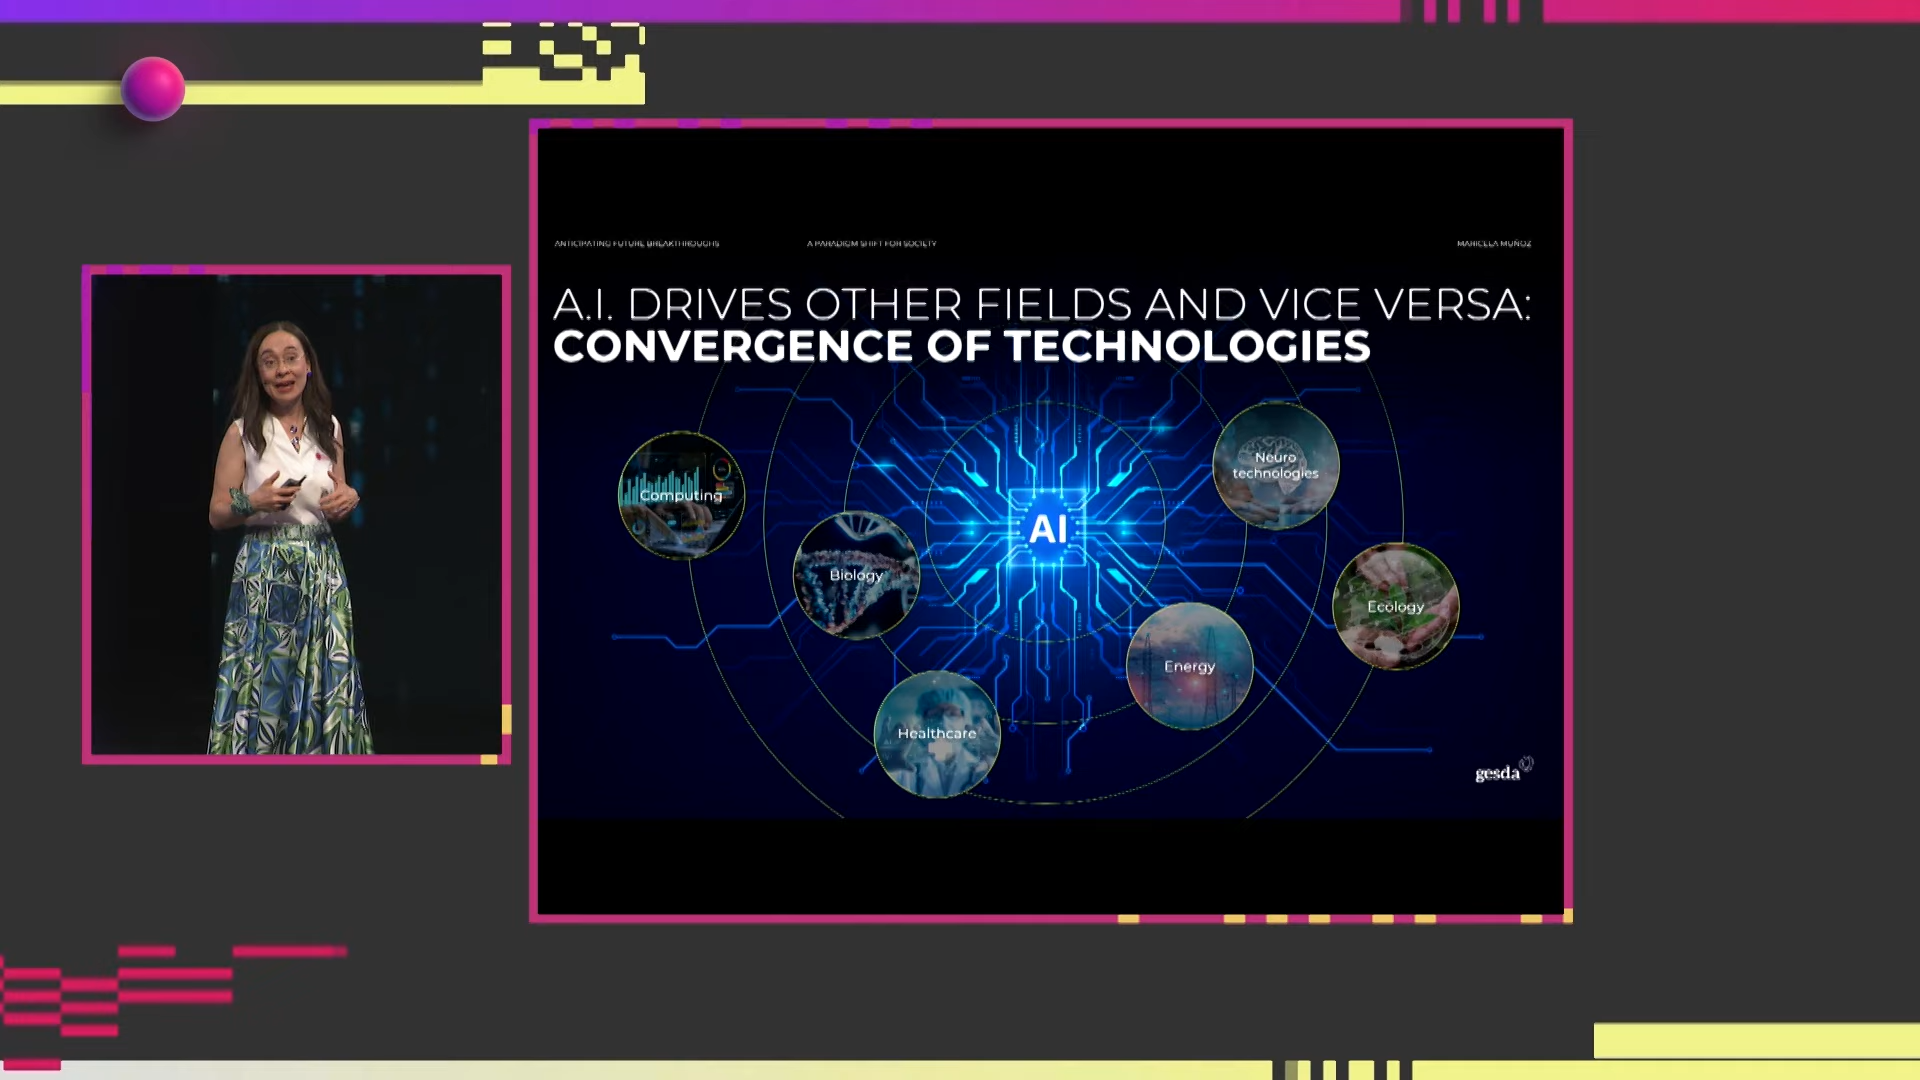 ANTICIPATING FUTURE BREAKTHROUGHS
A PARADIGM SHIFT FOR SOCIETY
MARICELA MUÑOZ
A.I. DRIVES OTHER FIELDS AND VICE VERSA:
CONVERGENCE OF TECHNOLOGIES
Neuro
technologies
Computing
AI
Biology
Ecology
Energy
Healthcare
gesda